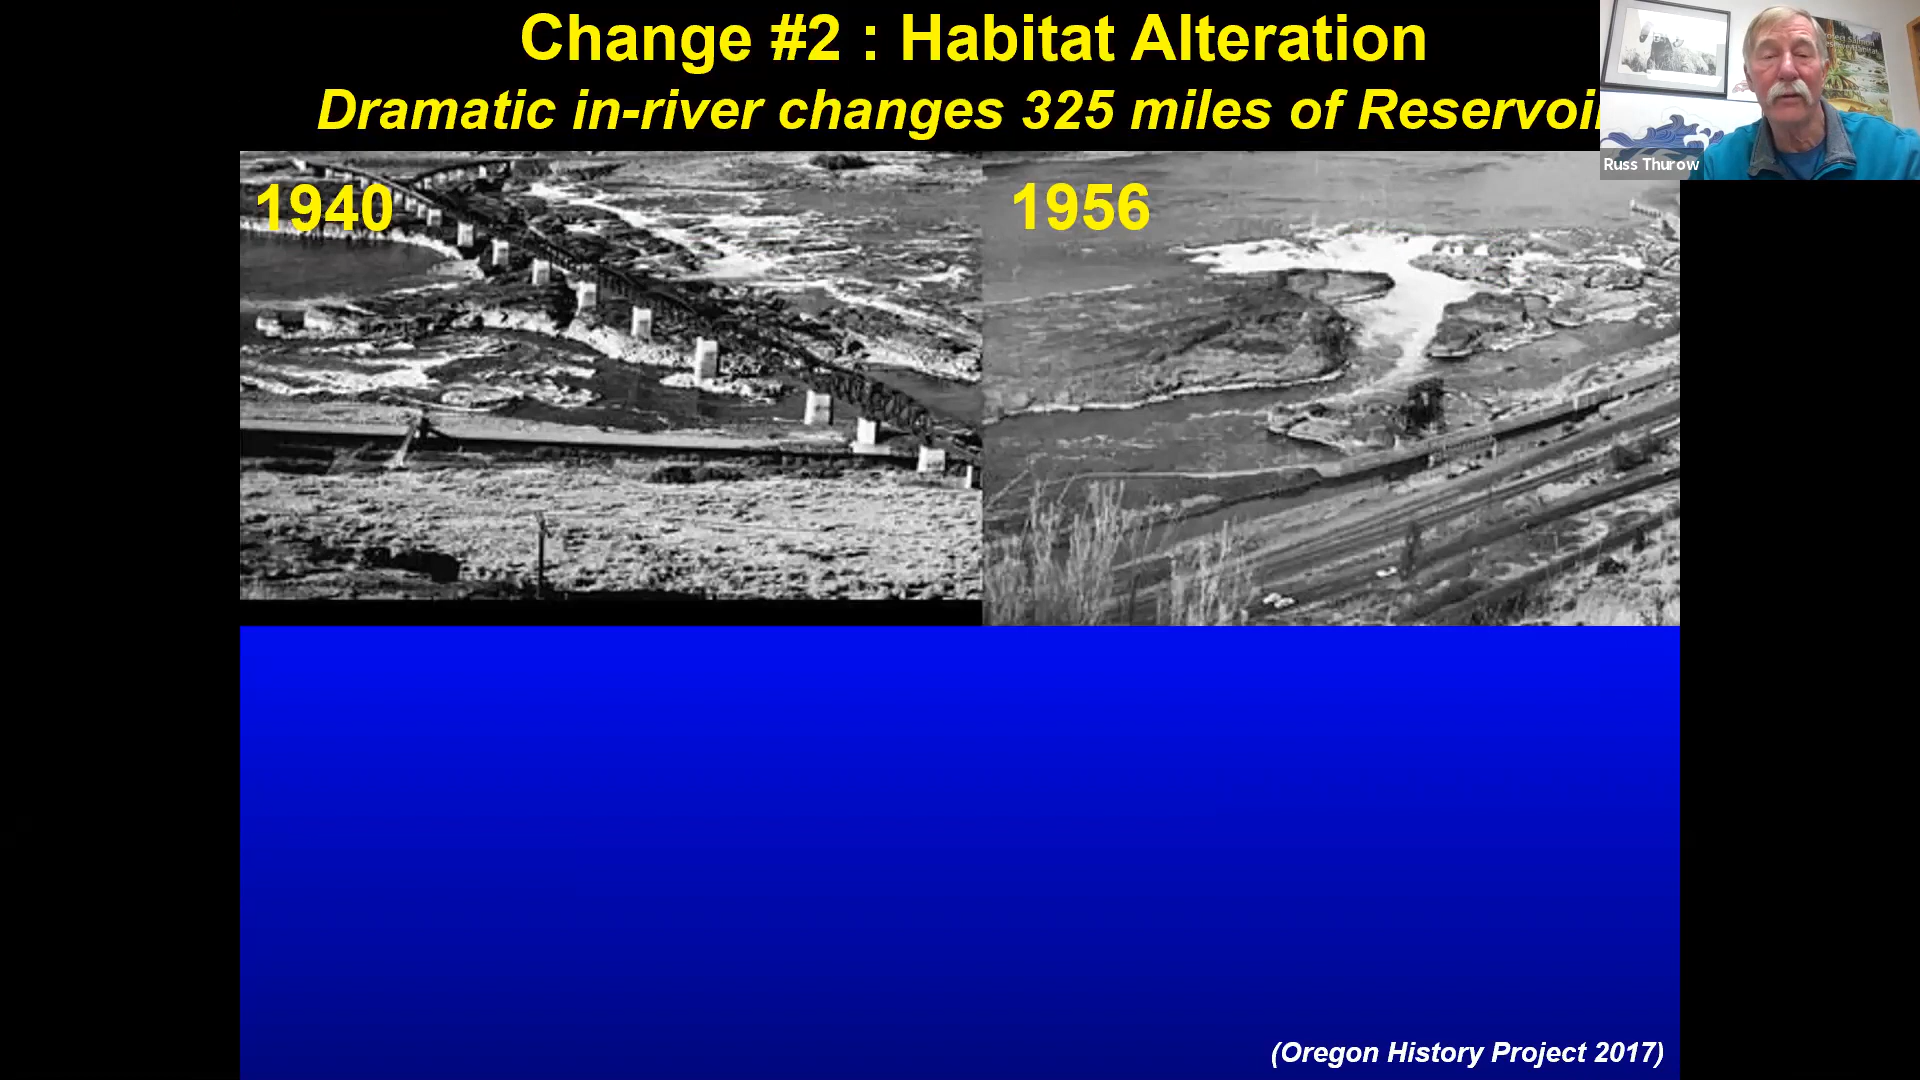 Change #2 : Habitat Alteration
Dramatic in-river changes 325 miles of Reservoi
Russ Thurow
1940
1956
(Oregon History Project 2017)